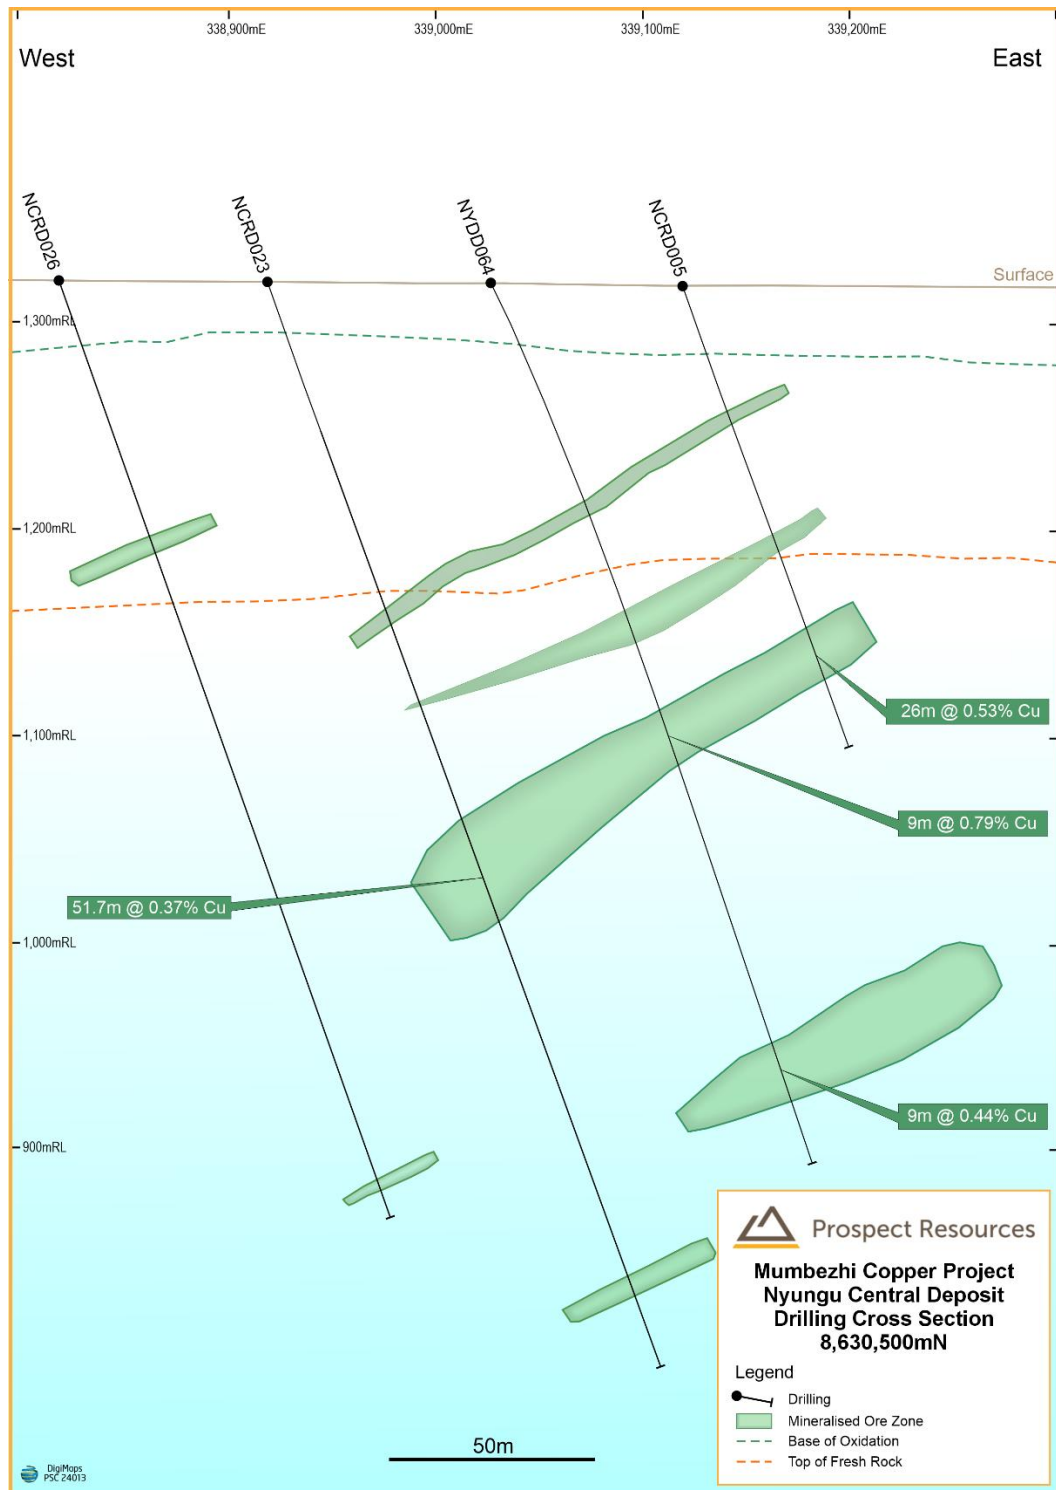 338,900mE
339,000mE
339,100mE
339,200mE
West
East
NCRD026
NCRD023
NYDD064
NCRD005
Surface
1,300mRL
1,200mRL
1,100mRL
1,000mRL
900mRL
26m @ 0.53% Cu
9m @ 0.79% Cu
51.7m @ 0.37% Cu
9m @ 0.44% Cu
Prospect Resources
Mumbezhi Copper Project
Nyungu Central Deposit
Drilling Cross Section
8,630,500mN
Legend
Drilling
Mineralised Ore Zone
Base of Oxidation
Top of Fresh Rock
50m
DigiMaps
PSC 24013